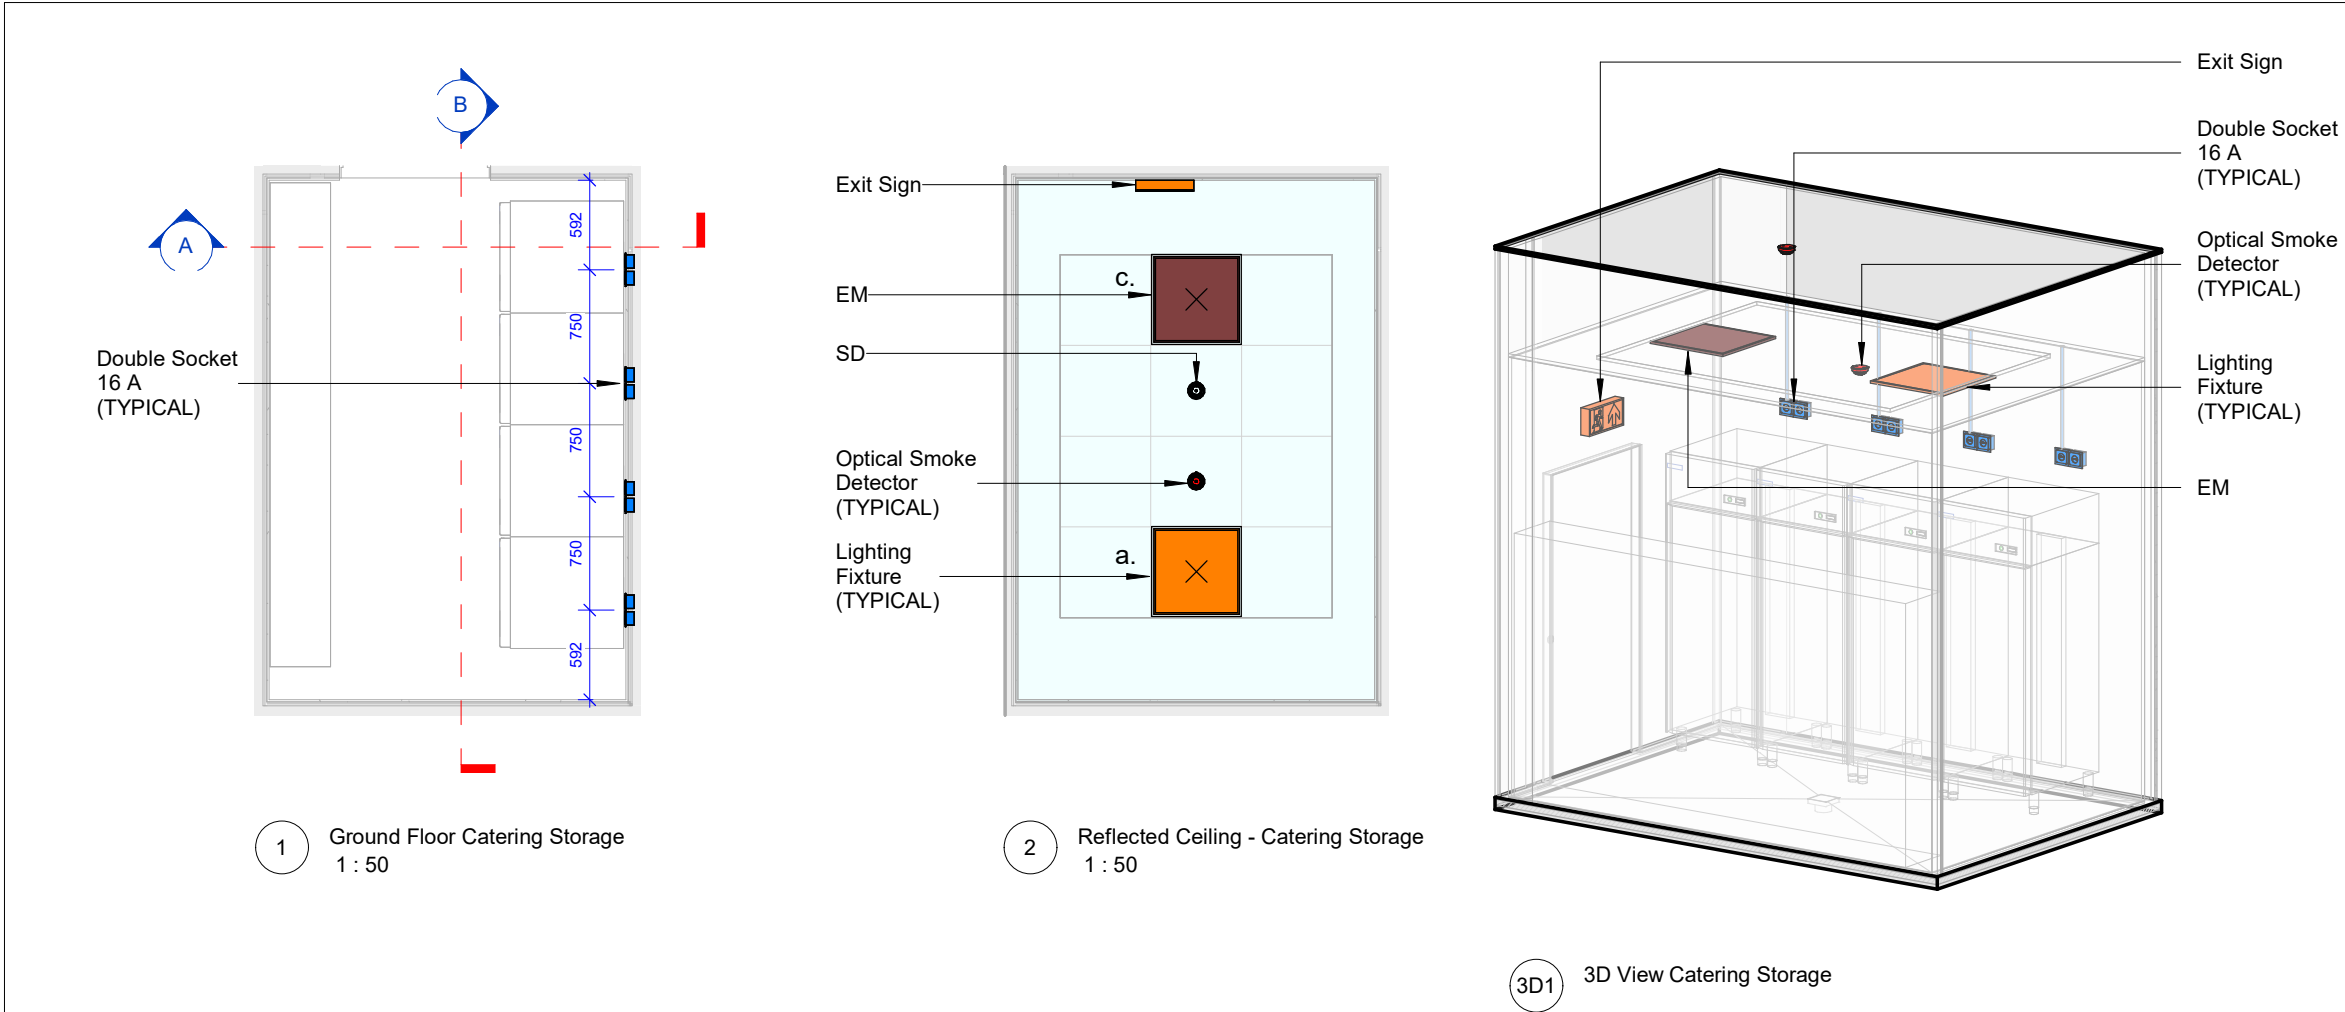 B
A
592
750
750
750
592
Double Socket
16 A
(TYPICAL)
1
Ground Floor Catering Storage
1 : 50
Exit Sign
EM
c.
SD
Optical Smoke
Detector
(TYPICAL)
Lighting
Fixture
(TYPICAL)
a.
2
Reflected Ceiling - Catering Storage
1 : 50
Exit Sign
Double Socket
16 A
(TYPICAL)
Optical Smoke
Detector
(TYPICAL)
Lighting
Fixture
(TYPICAL)
EM
3D1
3D View Catering Storage